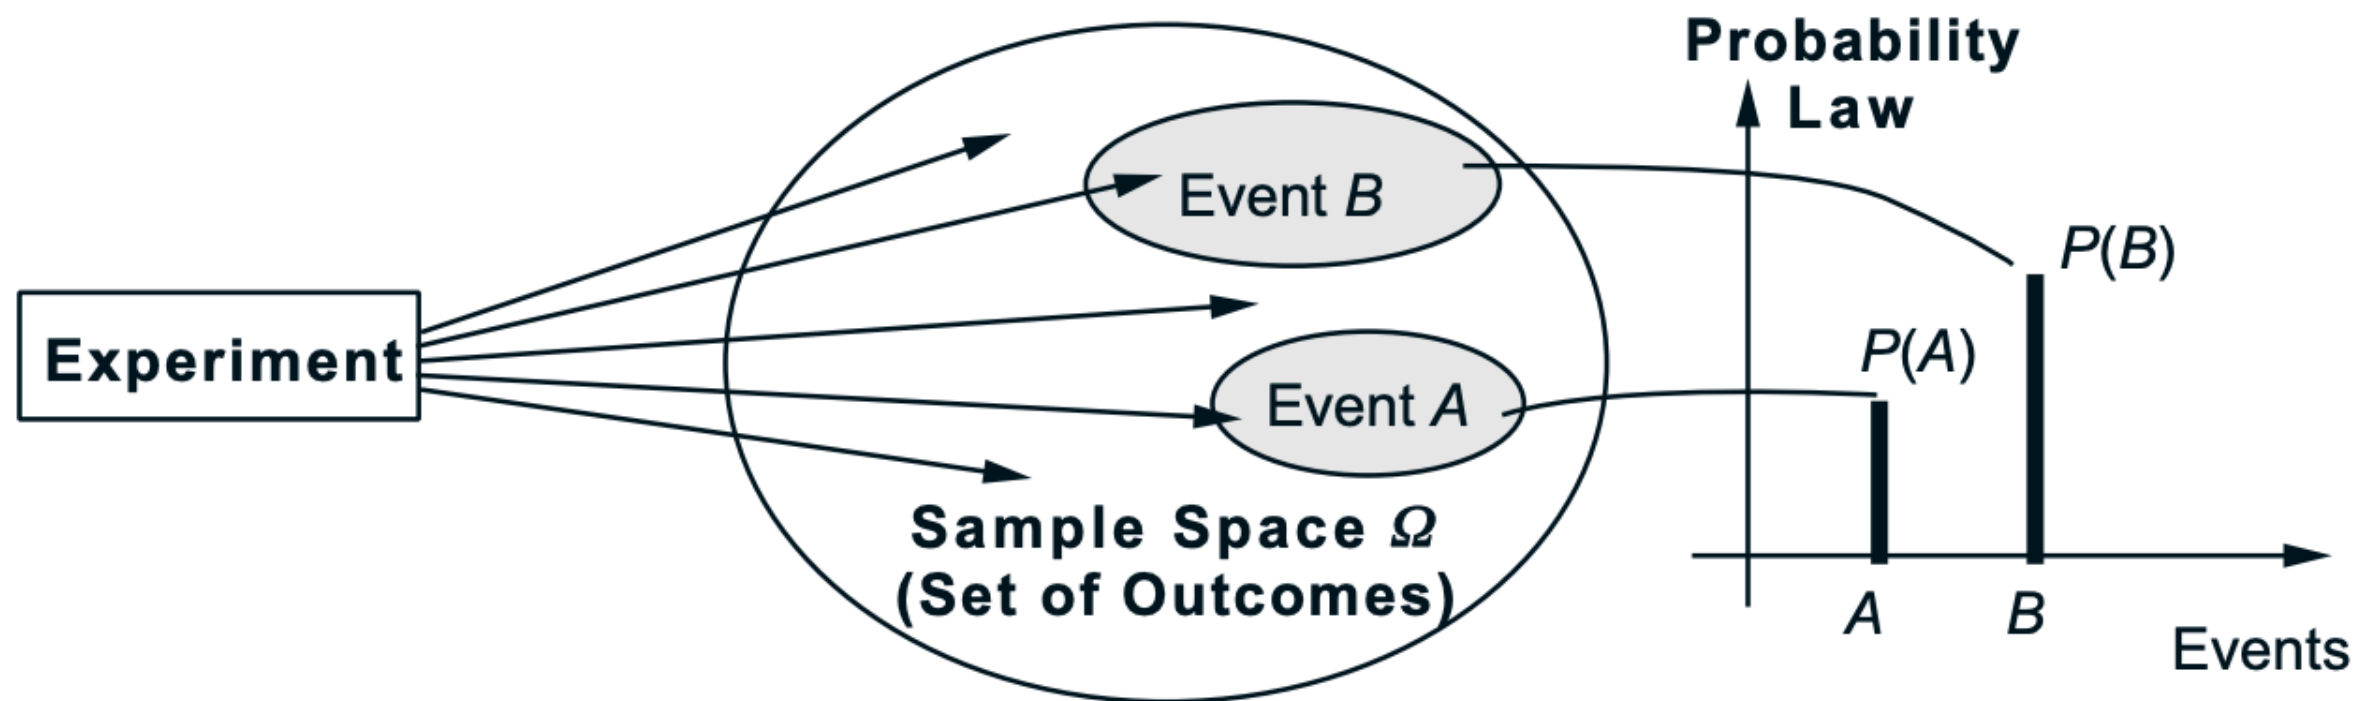 Experiment
Event B
Event A
Sample Space Ω
(Set of Outcomes)
Probability
Law
P(B)
P(A)
A
B
Events